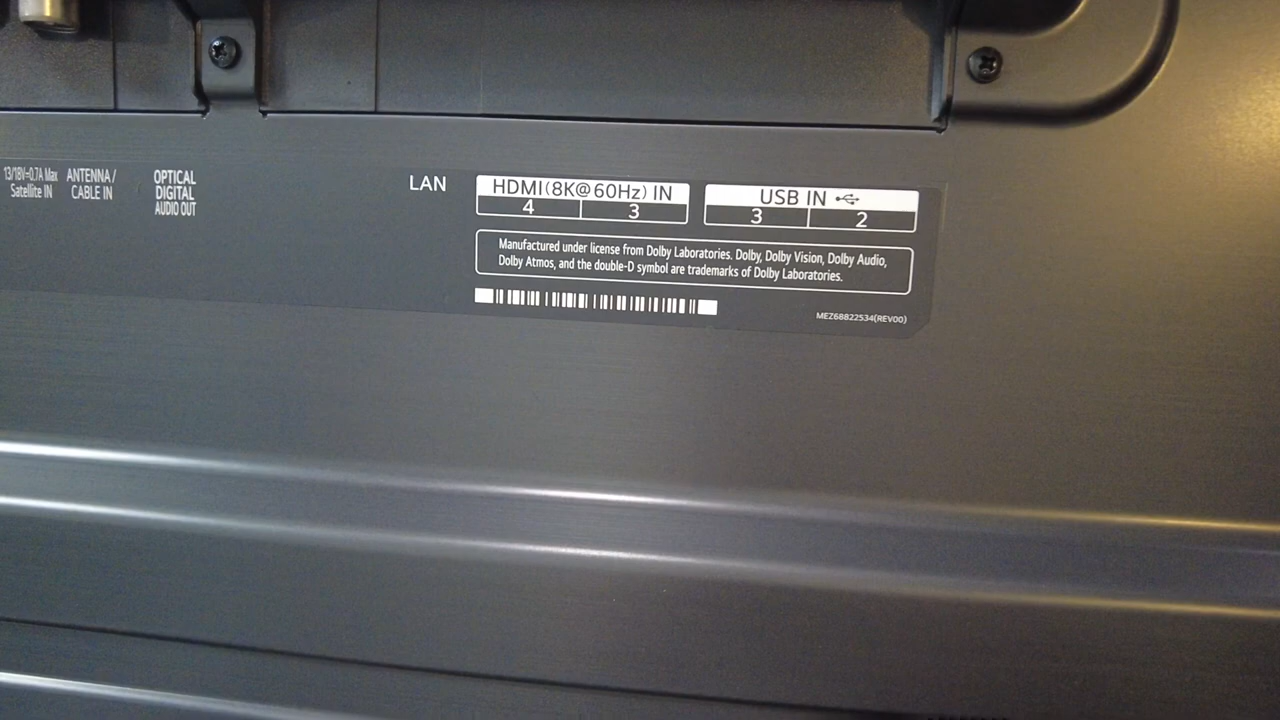 13/18V⎓0.7A Max
Satellite IN
ANTENNA/
CABLE IN
OPTICAL
DIGITAL
AUDIO OUT
LAN
HDMI(8K@60Hz) IN
4 3
USB IN
3 2
Manufactured under license from Dolby Laboratories. Dolby, Dolby Vision, Dolby Audio,
Dolby Atmos, and the double-D symbol are trademarks of Dolby Laboratories.
MEZ68822534(REV00)